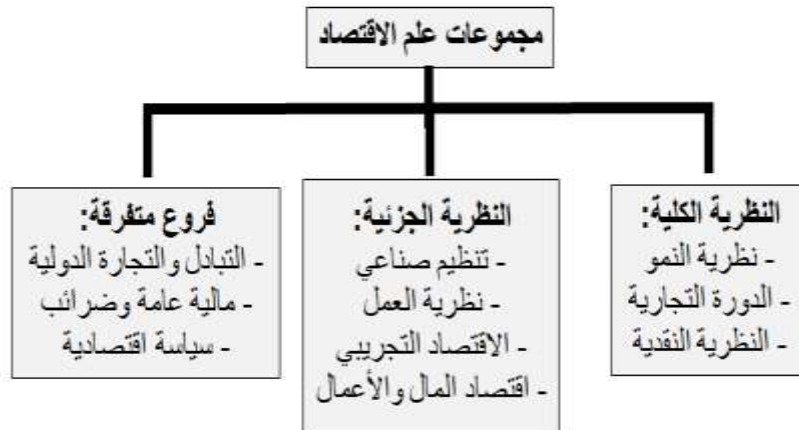 مجموعات علم الاقتصاد
النظرية الكلية:
- نظرية النمو
- الدورة التجارية
- النظرية النقدية
النظرية الجزئية:
- تنظيم صناعي
- نظرية العمل
- الاقتصاد التجريبي
- اقتصاد المال والأعمال
فروع متفرقة:
- التبادل والتجارة الدولية
- مالية عامة وضرائب
- سياسة اقتصادية